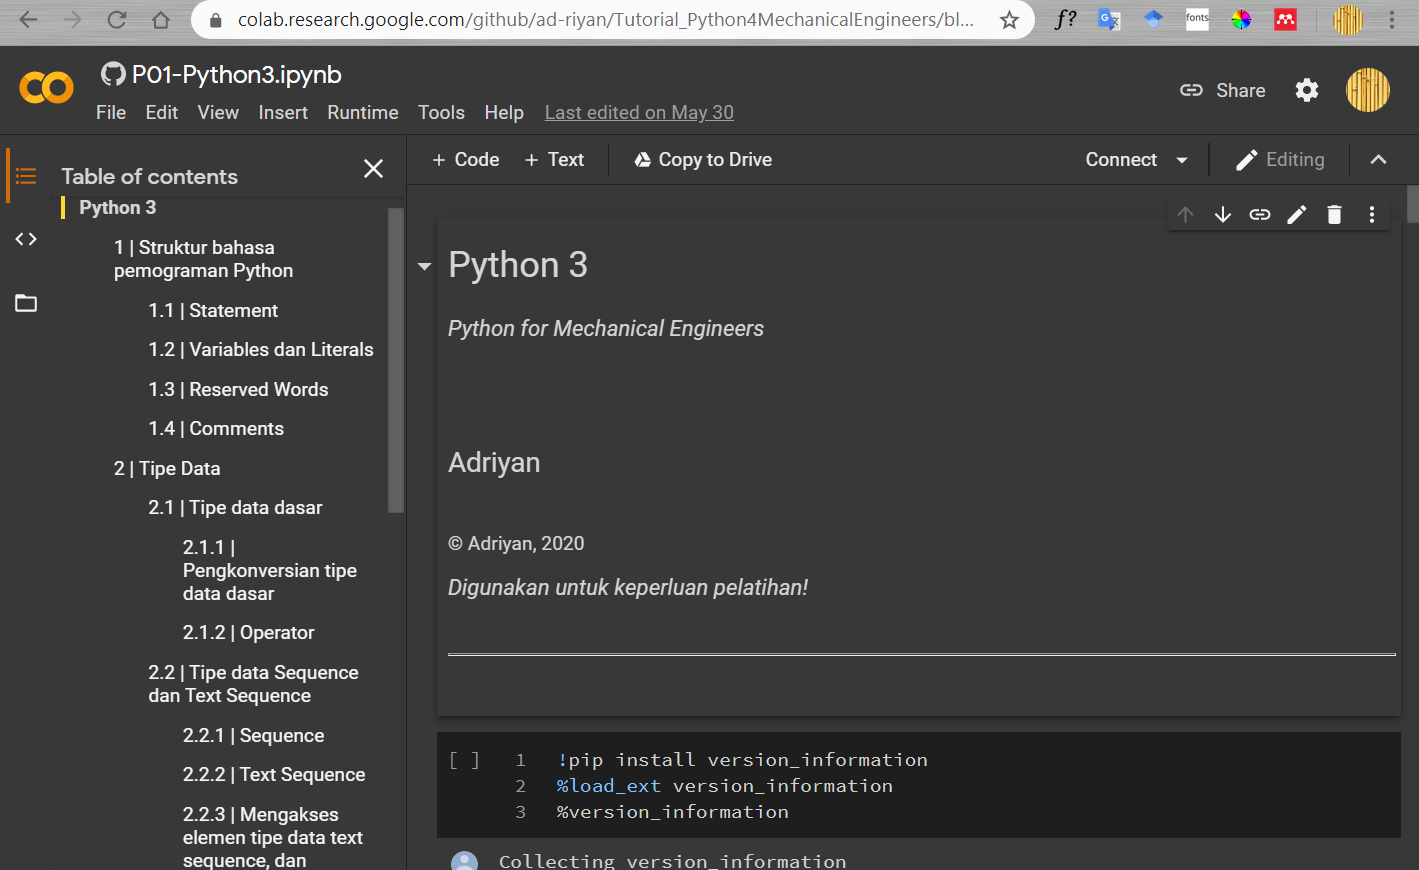 colab.research.google.com/github/ad-riyan/Tutorial_Python4MechanicalEngineers/bl...
f?
fonts
P01-Python3.ipynb
File Edit View Insert Runtime Tools Help Last edited on May 30
Share
Table of contents
Python 3
1 | Struktur bahasa
pemograman Python
1.1 | Statement
1.2 | Variables dan Literals
1.3 | Reserved Words
1.4 | Comments
2 | Tipe Data
2.1 | Tipe data dasar
2.1.1 |
Pengkonversian tipe
data dasar
2.1.2 | Operator
2.2 | Tipe data Sequence
dan Text Sequence
2.2.1 | Sequence
2.2.2 | Text Sequence
2.2.3 | Mengakses
elemen tipe data text
sequence, dan
+ Code + Text Copy to Drive Connect Editing
Python 3
Python for Mechanical Engineers
Adriyan
© Adriyan, 2020
Digunakan untuk keperluan pelatihan!
[ ] 1 !pip install version_information
2 %load_ext version_information
3 %version_information
Collecting version_information